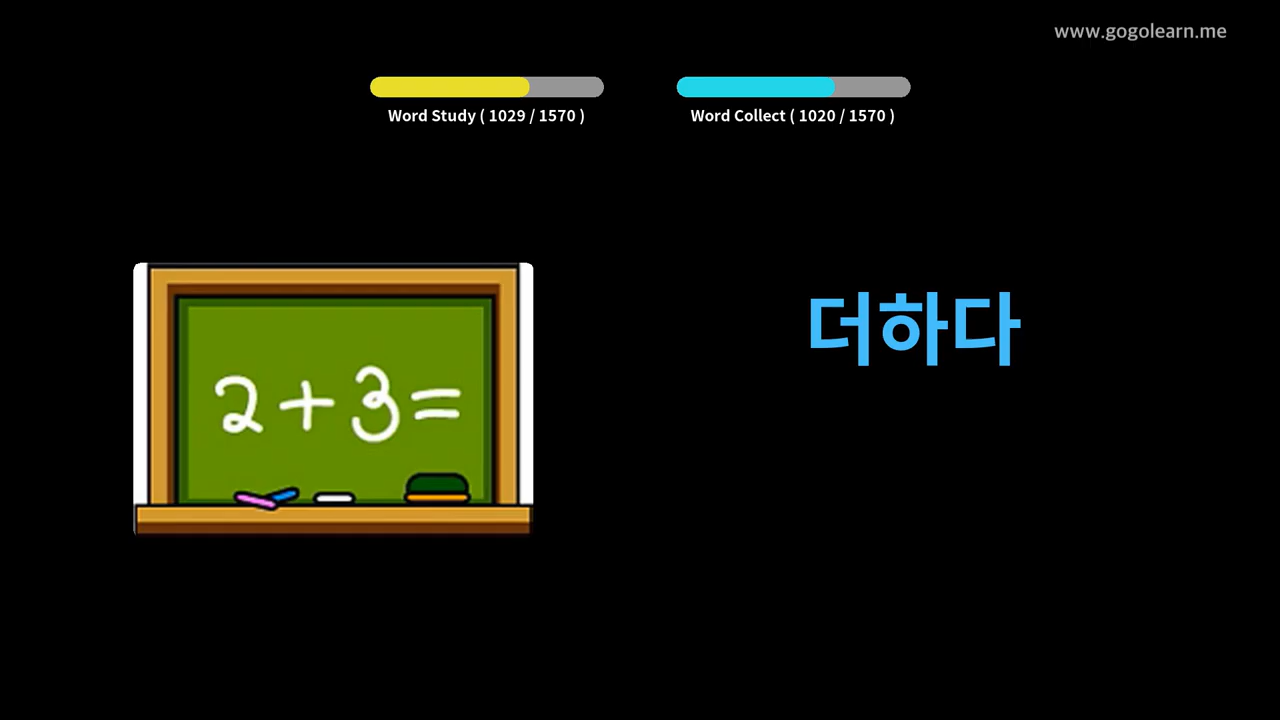 www.gogolearn.me
Word Study ( 1029 / 1570 )
Word Collect ( 1020 / 1570 )
더하다
2+3=